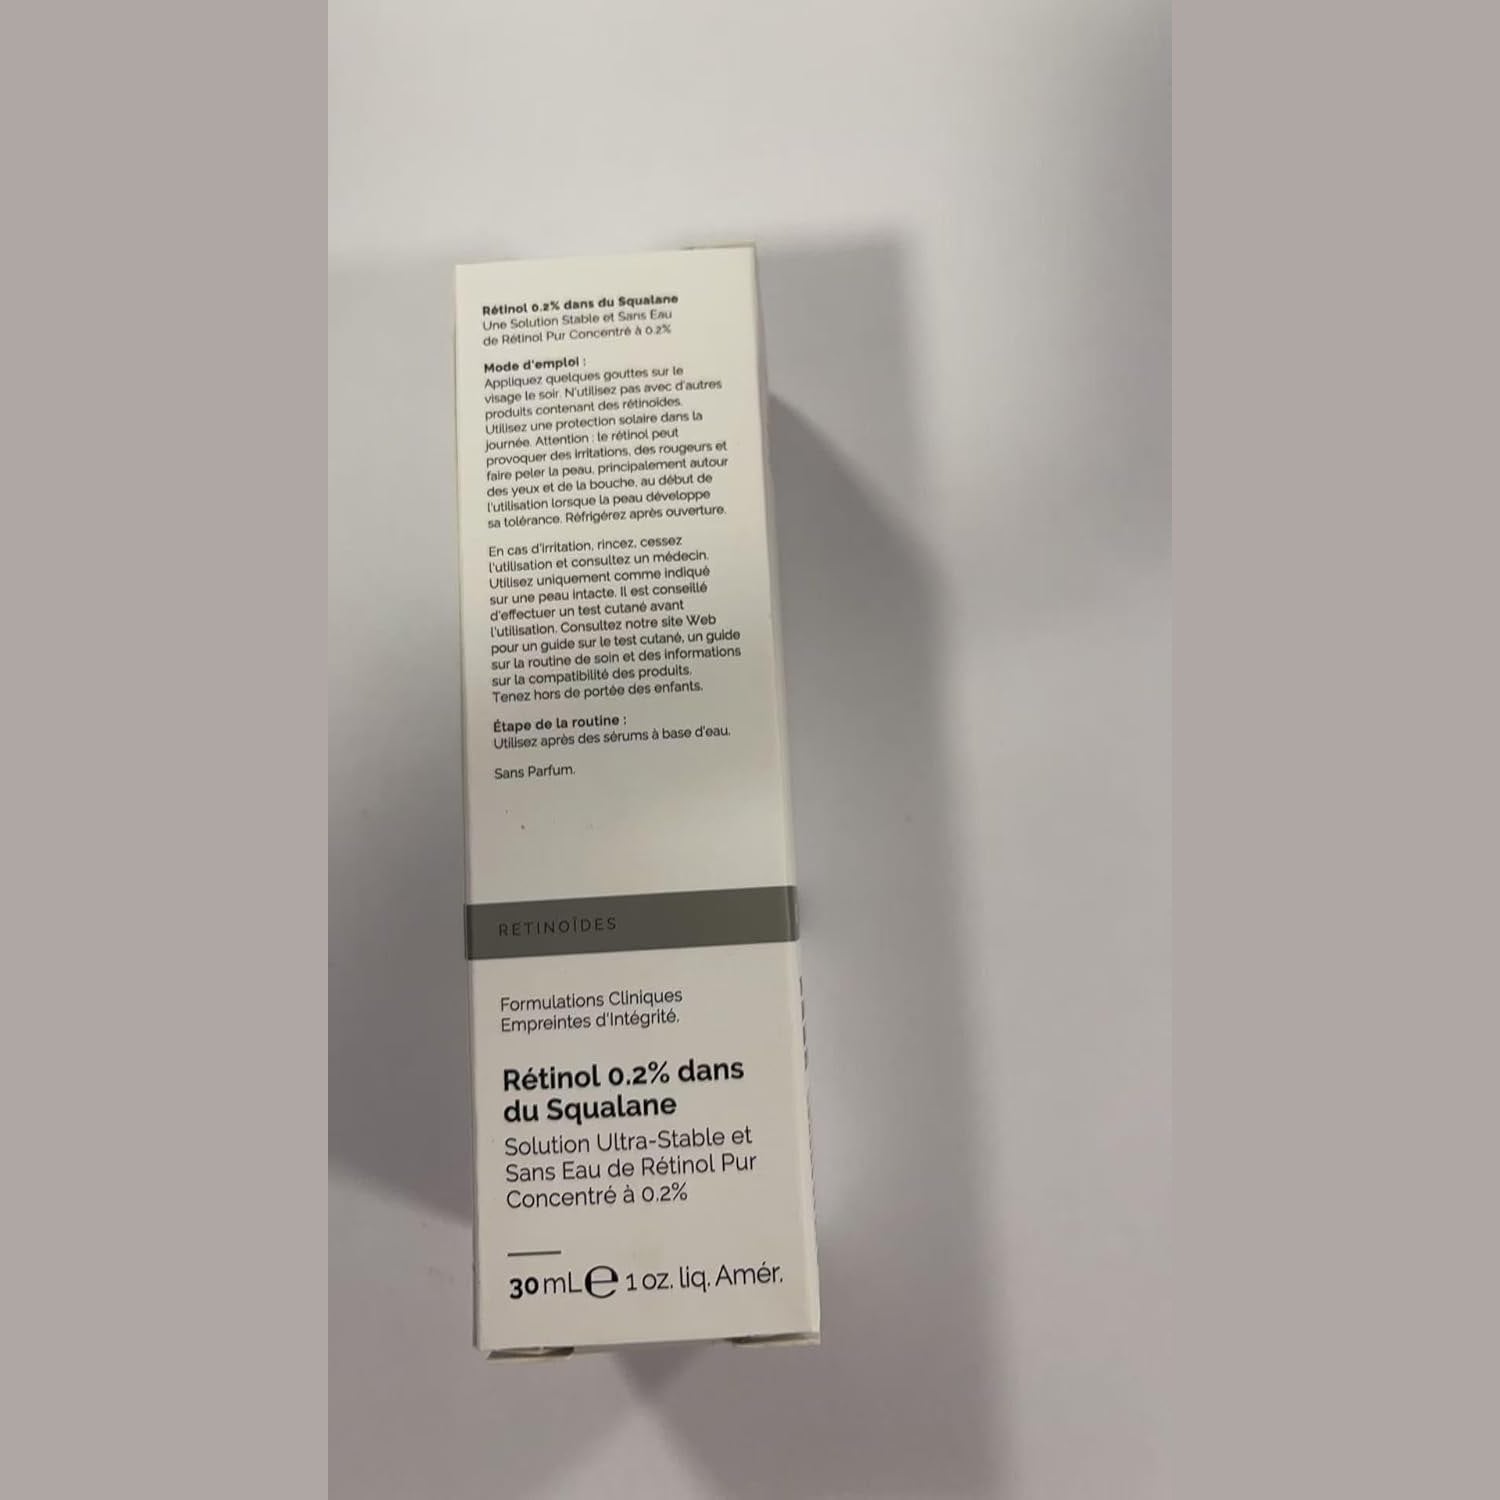 Rétinol 0.2% dans du Squalane
Une Solution Stable et Sans Eau
de Rétinol Pur Concentré à 0.2%
Mode d'emploi :
Appliquez quelques gouttes sur le
visage le soir. N'utilisez pas avec d'autres
produits contenant des rétinoïdes.
Utilisez une protection solaire dans la
journée. Attention : le rétinol peut
provoquer des irritations, des rougeurs et
faire peler la peau, principalement autour
des yeux et de la bouche, au début de
l'utilisation lorsque la peau développe
sa tolérance. Réfrigérez après ouverture.
En cas d'irritation, rincez, cessez
l'utilisation et consultez un médecin.
Utilisez uniquement comme indiqué
sur une peau intacte. Il est conseillé
d'effectuer un test cutané avant
l'utilisation. Consultez notre site Web
pour un guide sur le test cutané, un guide
sur la routine de soin et des informations
sur la compatibilité des produits.
Tenez hors de portée des enfants.
Étape de la routine :
Utilisez après des sérums à base d'eau.
Sans Parfum.
RETINOÏDES
Formulations Cliniques
Empreintes d'Intégrité.
Rétinol 0.2% dans
du Squalane
Solution Ultra-Stable et
Sans Eau de Rétinol Pur
Concentré à 0.2%
30 mL ℮ 1 oz. liq. Amér.